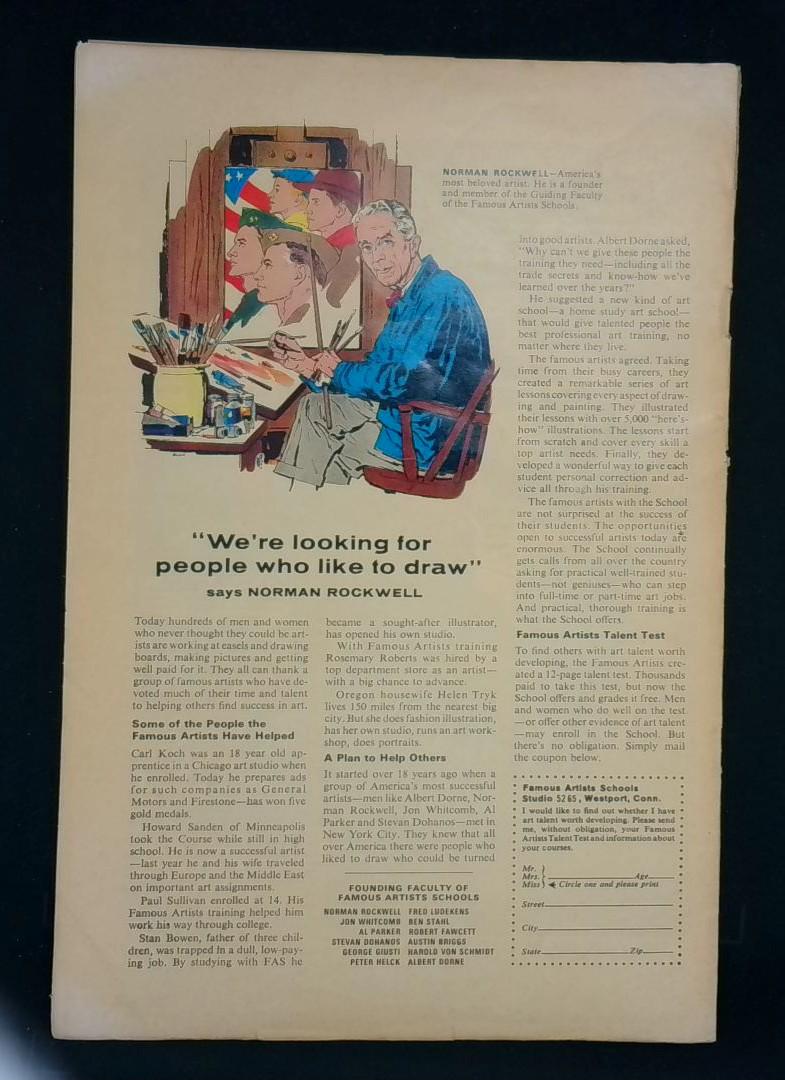 NORMAN ROCKWELL—America's
most beloved artist. He is a founder
and member of the Guiding Faculty
of the Famous Artists Schools.
"We're looking for
people who like to draw"
says NORMAN ROCKWELL
Today hundreds of men and women
who never thought they could be art-
ists are working at easels and drawing
boards, making pictures and getting
well paid for it. They all can thank a
group of famous artists who have de-
voted much of their time and talent
to helping others find success in art.
Some of the People the
Famous Artists Have Helped
Carl Koch was an 18 year old ap-
prentice in a Chicago art studio when
he enrolled. Today he prepares ads
for such companies as General
Motors and Firestone—has won five
gold medals.
Howard Sanden of Minneapolis
took the Course while still in high
school. He is now a successful artist
—last year he and his wife traveled
through Europe and the Middle East
on important art assignments.
Paul Sullivan enrolled at 14. His
Famous Artists training helped him
work his way through college.
Stan Bowen, father of three chil-
dren, was trapped in a dull, low-pay-
ing job. By studying with FAS he
became a sought-after illustrator,
has opened his own studio.
With Famous Artists training
Rosemary Roberts was hired by a
top department store as an artist—
with a big chance to advance.
Oregon housewife Helen Tryk
lives 150 miles from the nearest big
city. But she does fashion illustration,
has her own studio, runs an art work-
shop, does portraits.
A Plan to Help Others
It started over 18 years ago when a
group of America's most successful
artists—men like Albert Dorne, Nor-
man Rockwell, Jon Whitcomb, Al
Parker and Stevan Dohanos—met in
New York City. They knew that all
over America there were people who
liked to draw who could be turned
FOUNDING FACULTY OF
FAMOUS ARTISTS SCHOOLS
NORMAN ROCKWELL FRED LUDEKENS
JON WHITCOMB BEN STAHL
AL PARKER ROBERT FAWCETT
STEVAN DOHANOS AUSTIN BRIGGS
GEORGE GIUSTI HAROLD VON SCHMIDT
PETER HELCK ALBERT DORNE
into good artists. Albert Dorne asked,
"Why can't we give these people the
training they need—including all the
trade secrets and know-how we've
learned over the years?"
He suggested a new kind of art
school—a home study art school—
that would give talented people the
best professional art training, no
matter where they live.
The famous artists agreed. Taking
time from their busy careers, they
created a remarkable series of art
lessons covering every aspect of draw-
ing and painting. They illustrated
their lessons with over 5,000 "here's-
how" illustrations. The lessons start
from scratch and cover every skill a
top artist needs. Finally, they de-
veloped a wonderful way to give each
student personal correction and ad-
vice all through his training.
The famous artists with the School
are not surprised at the success of
their students. The opportunities
open to successful artists today are
enormous. The School continually
gets calls from all over the country
asking for practical well-trained stu-
dents—not geniuses—who can step
into full-time or part-time art jobs.
And practical, thorough training is
what the School offers.
Famous Artists Talent Test
To find others with art talent worth
developing, the Famous Artists cre-
ated a 12-page talent test. Thousands
paid to take this test, but now the
School offers and grades it free. Men
and women who do well on the test
—or offer other evidence of art talent
—may enroll in the School. But
there's no obligation. Simply mail
the coupon below.
Famous Artists Schools
Studio 5265, Westport, Conn.
I would like to find out whether I have
art talent worth developing. Please send
me, without obligation, your Famous
Artists Talent Test and information about
your courses.
Mr.
Mrs. Age
Miss Circle one and please print
Street
City
State Zip